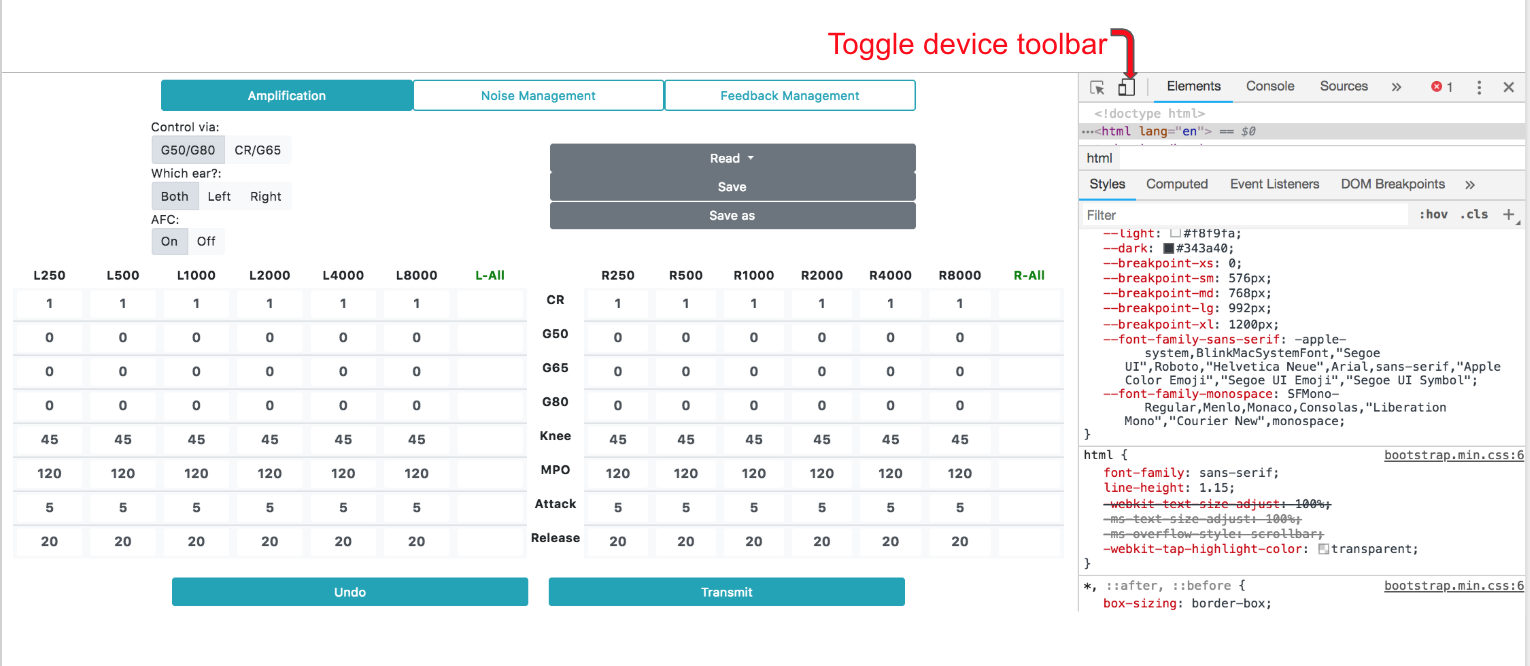 Toggle device toolbar
Amplification Noise Management Feedback Management
Control via:
G50/G80 CR/G65
Which ear?:
Both Left Right
AFC:
On Off
Read
Save
Save as
L250 L500 L1000 L2000 L4000 L8000 L-All R250 R500 R1000 R2000 R4000 R8000 R-All
1 1 1 1 1 1 CR 1 1 1 1 1 1
0 0 0 0 0 0 G50 0 0 0 0 0 0
0 0 0 0 0 0 G65 0 0 0 0 0 0
0 0 0 0 0 0 G80 0 0 0 0 0 0
45 45 45 45 45 45 Knee 45 45 45 45 45 45
120 120 120 120 120 120 MPO 120 120 120 120 120 120
5 5 5 5 5 5 Attack 5 5 5 5 5 5
20 20 20 20 20 20 Release 20 20 20 20 20 20
Undo Transmit
Elements Console Sources » 1
<!doctype html>
···<html lang="en"> == $0
html
Styles Computed Event Listeners DOM Breakpoints »
Filter :hov .cls +
--light: #f8f9fa;
--dark: #343a40;
--breakpoint-xs: 0;
--breakpoint-sm: 576px;
--breakpoint-md: 768px;
--breakpoint-lg: 992px;
--breakpoint-xl: 1200px;
--font-family-sans-serif: -apple-
system,BlinkMacSystemFont,"Segoe
UI",Roboto,"Helvetica Neue",Arial,sans-serif,"Apple
Color Emoji","Segoe UI Emoji","Segoe UI Symbol";
--font-family-monospace: SFMono-
Regular,Menlo,Monaco,Consolas,"Liberation
Mono","Courier New",monospace;
}
html { bootstrap.min.css:6
font-family: sans-serif;
line-height: 1.15;
-webkit-text-size-adjust: 100%;
-ms-text-size-adjust: 100%;
-ms-overflow-style: scrollbar;
-webkit-tap-highlight-color: transparent;
}
*, ::after, ::before { bootstrap.min.css:6
box-sizing: border-box;